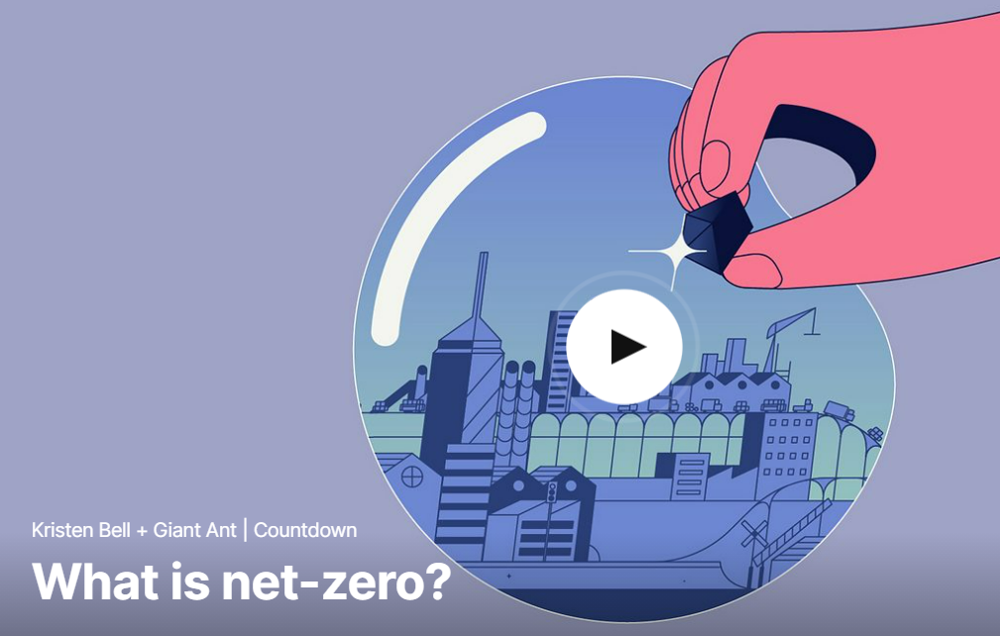 Kristen Bell + Giant Ant | Countdown
What is net-zero?